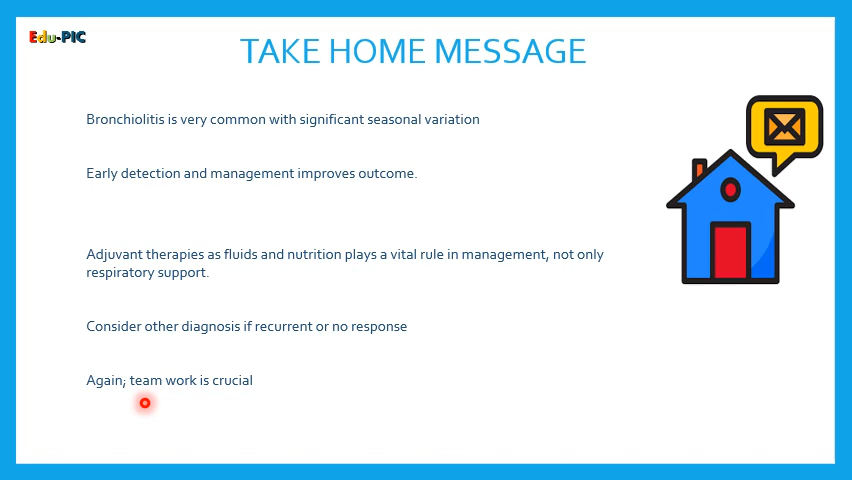 Edu-PIC
TAKE HOME MESSAGE
Bronchiolitis is very common with significant seasonal variation
Early detection and management improves outcome.
Adjuvant therapies as fluids and nutrition plays a vital rule in management, not only
respiratory support.
Consider other diagnosis if recurrent or no response
Again; team work is crucial